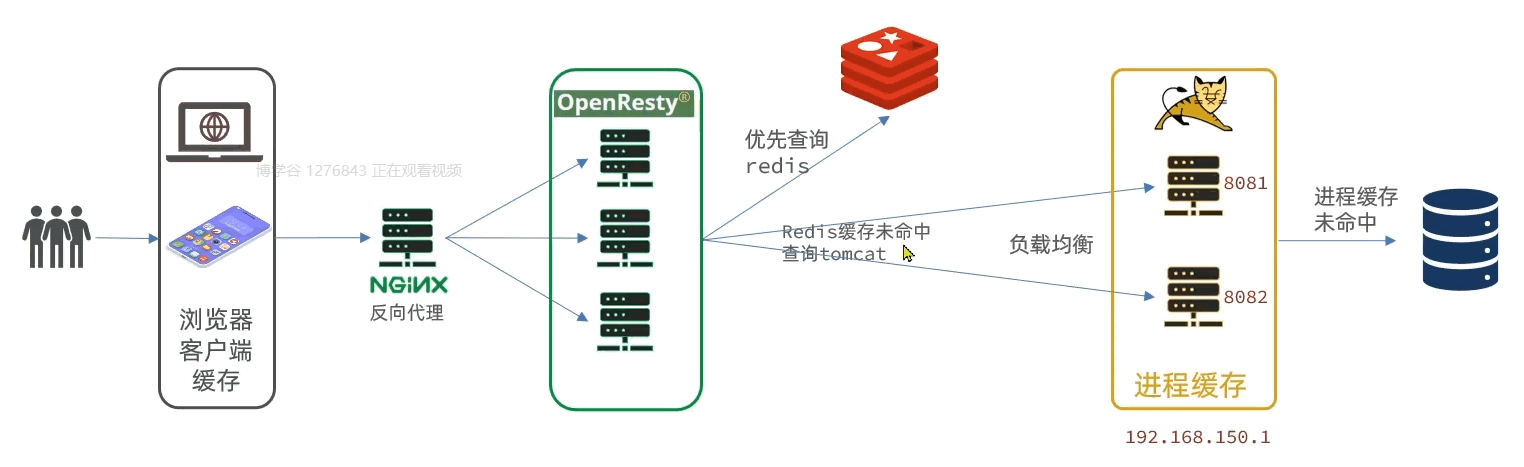 浏览器
客户端
缓存
博学谷 1276843 正在观看视频
NGINX
反向代理
OpenResty®
优先查询
redis
Redis缓存未命中
查询tomcat
负载均衡
8081
8082
进程缓存
192.168.150.1
进程缓存
未命中